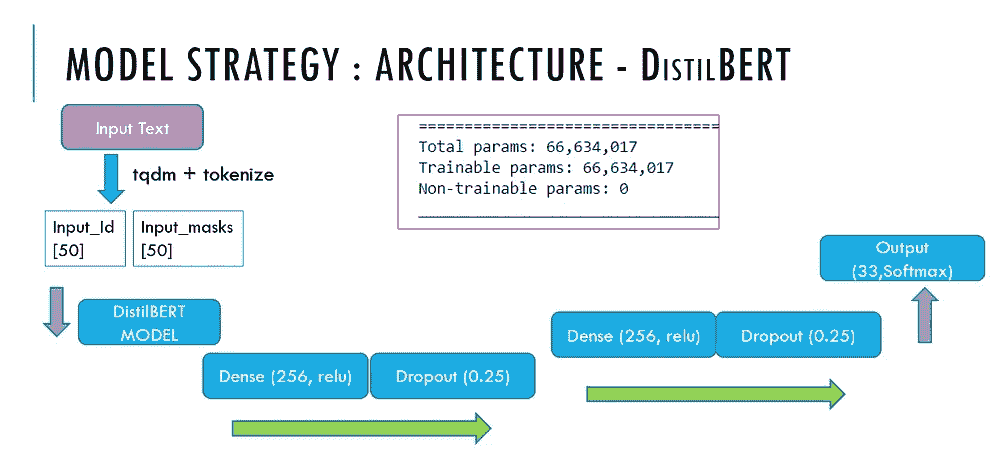 MODEL STRATEGY : ARCHITECTURE - DISTILBERT
Input Text
tqdm + tokenize
Input_Id
[50]
Input_masks
[50]
DistilBERT
MODEL
Dense (256, relu)
Dropout (0.25)
Dense (256, relu)
Dropout (0.25)
Output
(33,Softmax)
=================================
Total params: 66,634,017
Trainable params: 66,634,017
Non-trainable params: 0